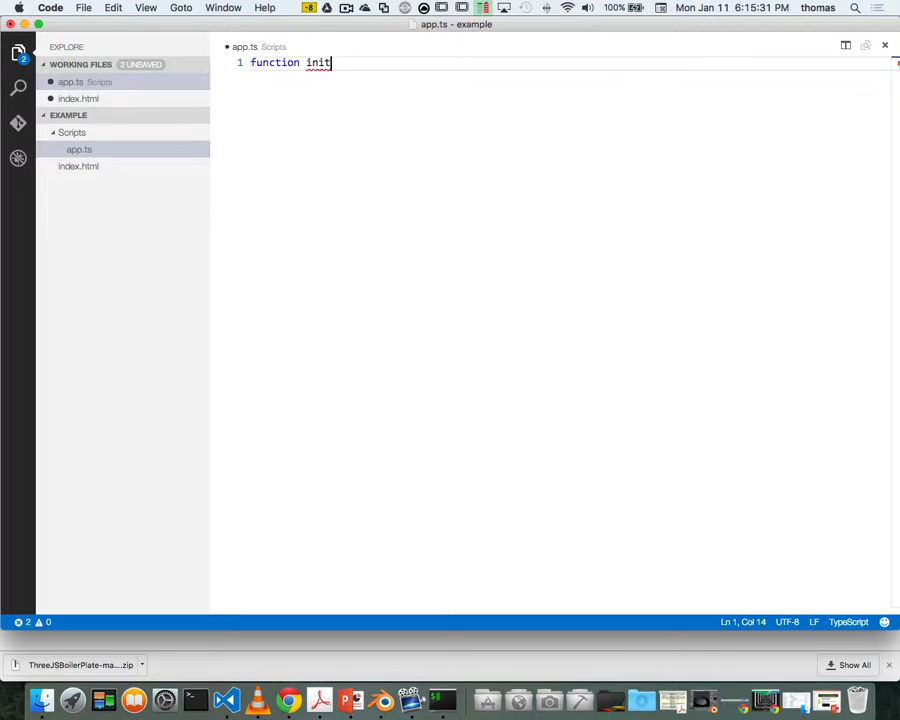 Code File Edit View Goto Window Help -8 100% Mon Jan 11 6:15:31 PM thomas
app.ts - example
EXPLORE
WORKING FILES 2 UNSAVED
app.ts Scripts
index.html
EXAMPLE
Scripts
app.ts
index.html
2
app.ts Scripts
1 function init
2 0
Ln 1, Col 14 UTF-8 LF TypeScript
ThreeJSBoilerPlate-ma....zip
Show All